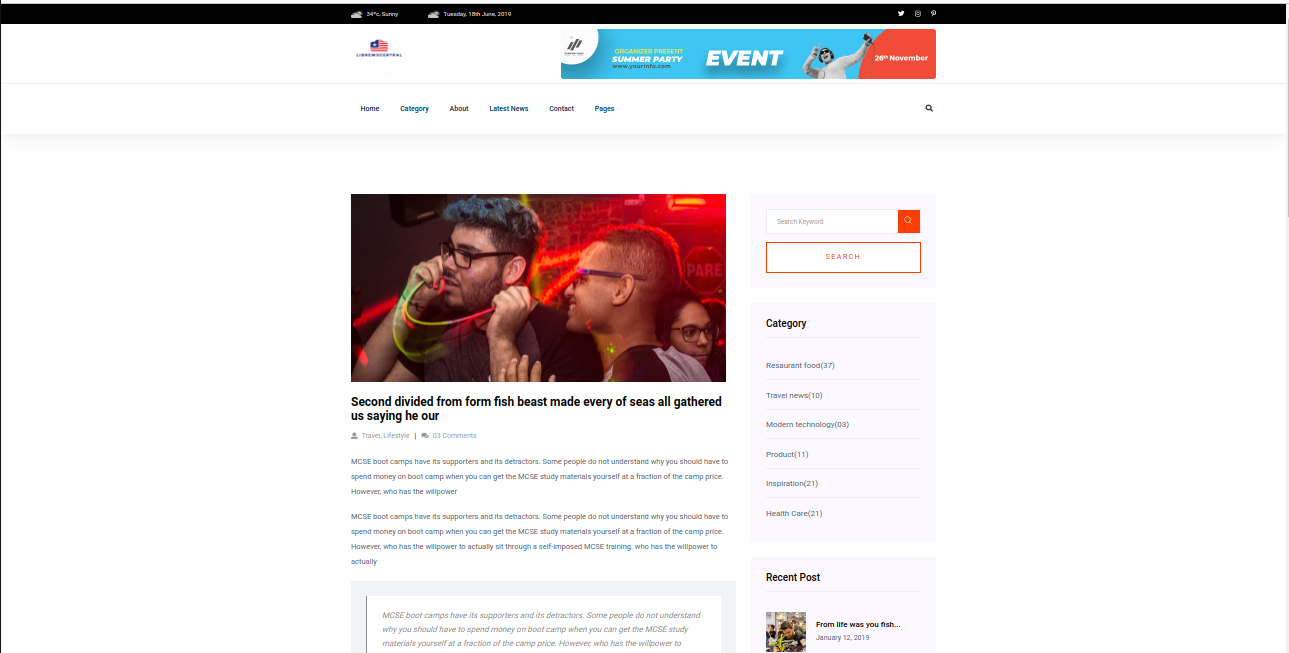 34ºc, Sunny
Tuesday, 18th June, 2019
LIBNEWSCENTRAL
ORGANIZER PRESENT
SUMMER PARTY
www.yourinfo.com
EVENT
26th November
Home
Category
About
Latest News
Contact
Pages
PARE
Second divided from form fish beast made every of seas all gathered
us saying he our
Travel, Lifestyle | 03 Comments
MCSE boot camps have its supporters and its detractors. Some people do not understand why you should have to
spend money on boot camp when you can get the MCSE study materials yourself at a fraction of the camp price.
However, who has the willpower
MCSE boot camps have its supporters and its detractors. Some people do not understand why you should have to
spend money on boot camp when you can get the MCSE study materials yourself at a fraction of the camp price.
However, who has the willpower to actually sit through a self-imposed MCSE training. who has the willpower to
actually
MCSE boot camps have its supporters and its detractors. Some people do not understand
why you should have to spend money on boot camp when you can get the MCSE study
materials yourself at a fraction of the camp price. However, who has the willpower to
Search Keyword
SEARCH
Category
Resaurant food(37)
Travel news(10)
Modern technology(03)
Product(11)
Inspiration(21)
Health Care(21)
Recent Post
From life was you fish...
January 12, 2019